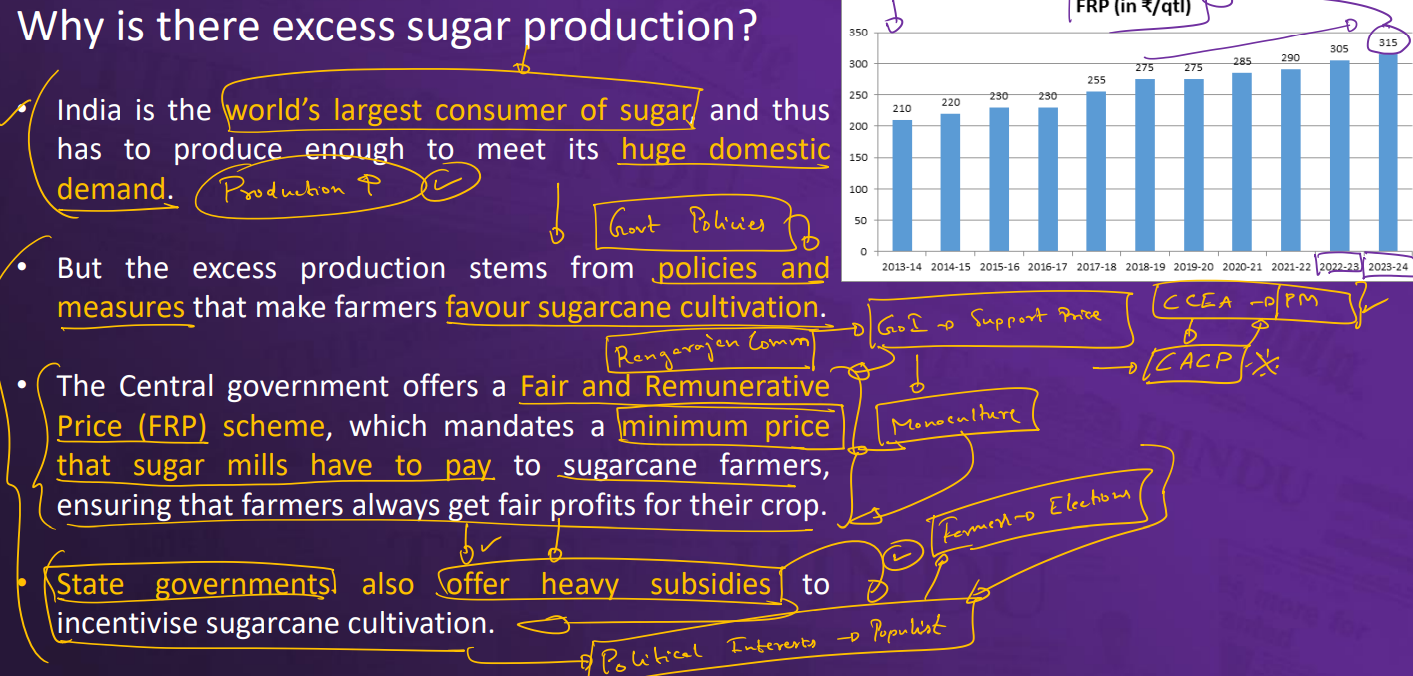 Why is there excess sugar production?
• India is the world's largest consumer of sugar, and thus
has to produce enough to meet its huge domestic
demand.
Production ↑
Govt Policies
• But the excess production stems from policies and
measures that make farmers favour sugarcane cultivation.
Rangarajan Comm
GoI → Support Price
CCEA → PM
CACP
Monoculture
• The Central government offers a Fair and Remunerative
Price (FRP) scheme, which mandates a minimum price
that sugar mills have to pay to sugarcane farmers,
ensuring that farmers always get fair profits for their crop.
Farmers → Elections
• State governments also offer heavy subsidies to
incentivise sugarcane cultivation.
Political Interests → Populist
FRP (in ₹/qtl)
350
300
250
200
150
100
50
0
210 220 230 230 255 275 275 285 290 305 315
2013-14 2014-15 2015-16 2016-17 2017-18 2018-19 2019-20 2020-21 2021-22 2022-23 2023-24